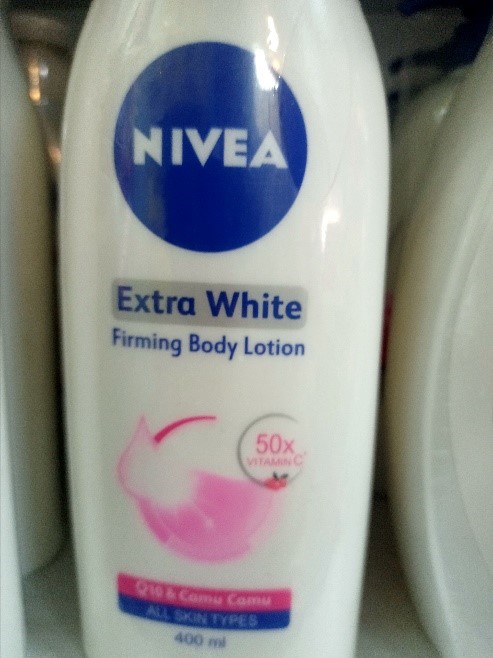 NIVEA
Extra White
Firming Body Lotion
50x
VITAMIN C*
Q10 & Camu Camu
ALL SKIN TYPES
400 ml